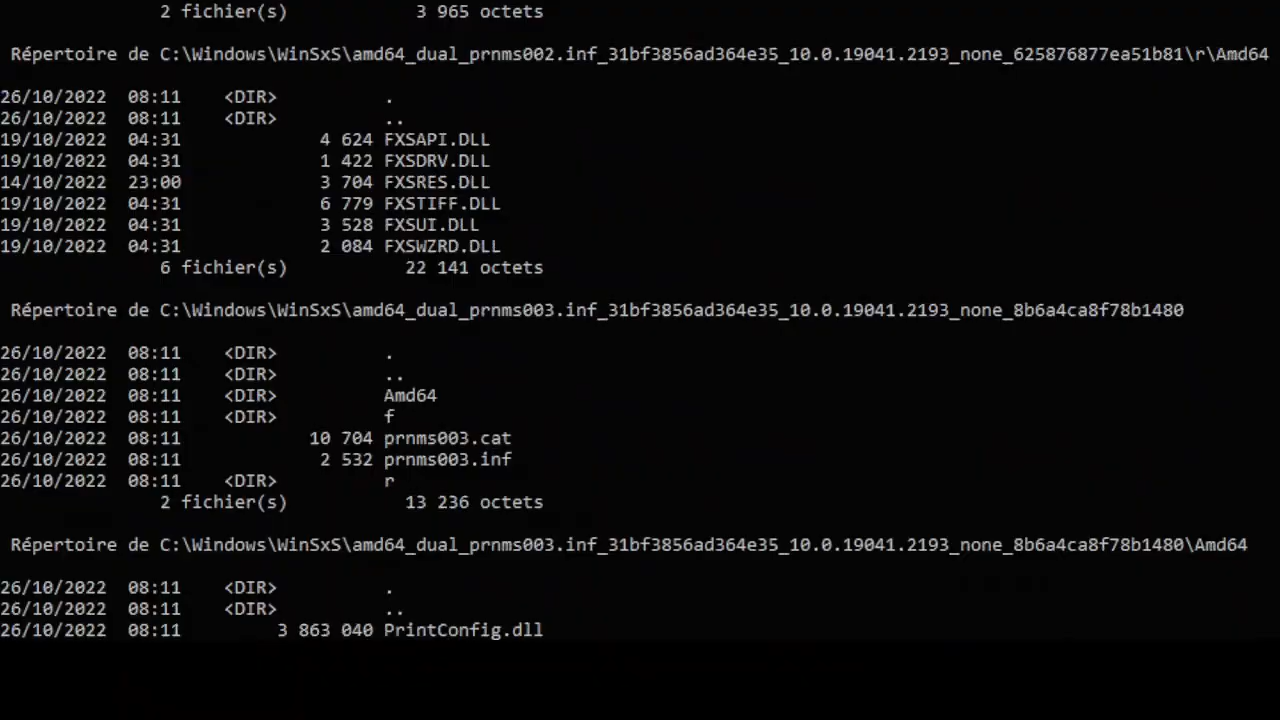 2 fichier(s) 3 965 octets
Répertoire de C:\Windows\WinSxS\amd64_dual_prnms002.inf_31bf3856ad364e35_10.0.19041.2193_none_625876877ea51b81\r\Amd64
26/10/2022 08:11 <DIR> .
26/10/2022 08:11 <DIR> ..
19/10/2022 04:31 4 624 FXSAPI.DLL
19/10/2022 04:31 1 422 FXSDRV.DLL
14/10/2022 23:00 3 704 FXSRES.DLL
19/10/2022 04:31 6 779 FXSTIFF.DLL
19/10/2022 04:31 3 528 FXSUI.DLL
19/10/2022 04:31 2 084 FXSWZRD.DLL
6 fichier(s) 22 141 octets
Répertoire de C:\Windows\WinSxS\amd64_dual_prnms003.inf_31bf3856ad364e35_10.0.19041.2193_none_8b6a4ca8f78b1480
26/10/2022 08:11 <DIR> .
26/10/2022 08:11 <DIR> ..
26/10/2022 08:11 <DIR> Amd64
26/10/2022 08:11 <DIR> f
26/10/2022 08:11 10 704 prnms003.cat
26/10/2022 08:11 2 532 prnms003.inf
26/10/2022 08:11 <DIR> r
2 fichier(s) 13 236 octets
Répertoire de C:\Windows\WinSxS\amd64_dual_prnms003.inf_31bf3856ad364e35_10.0.19041.2193_none_8b6a4ca8f78b1480\Amd64
26/10/2022 08:11 <DIR> .
26/10/2022 08:11 <DIR> ..
26/10/2022 08:11 3 863 040 PrintConfig.dll